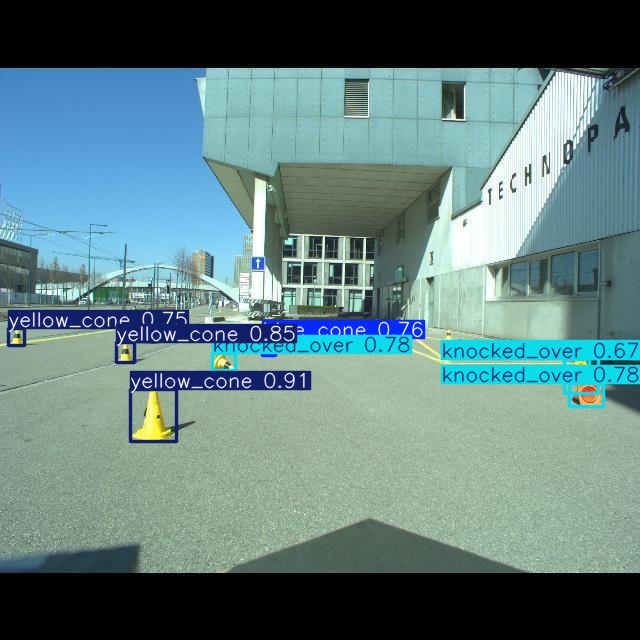 TECHNOPA
yellow_cone 0.75
yellow_cone 0.85
e_cone 0.76
knocked_over 0.78
knocked_over 0.67
knocked_over 0.78
yellow_cone 0.91